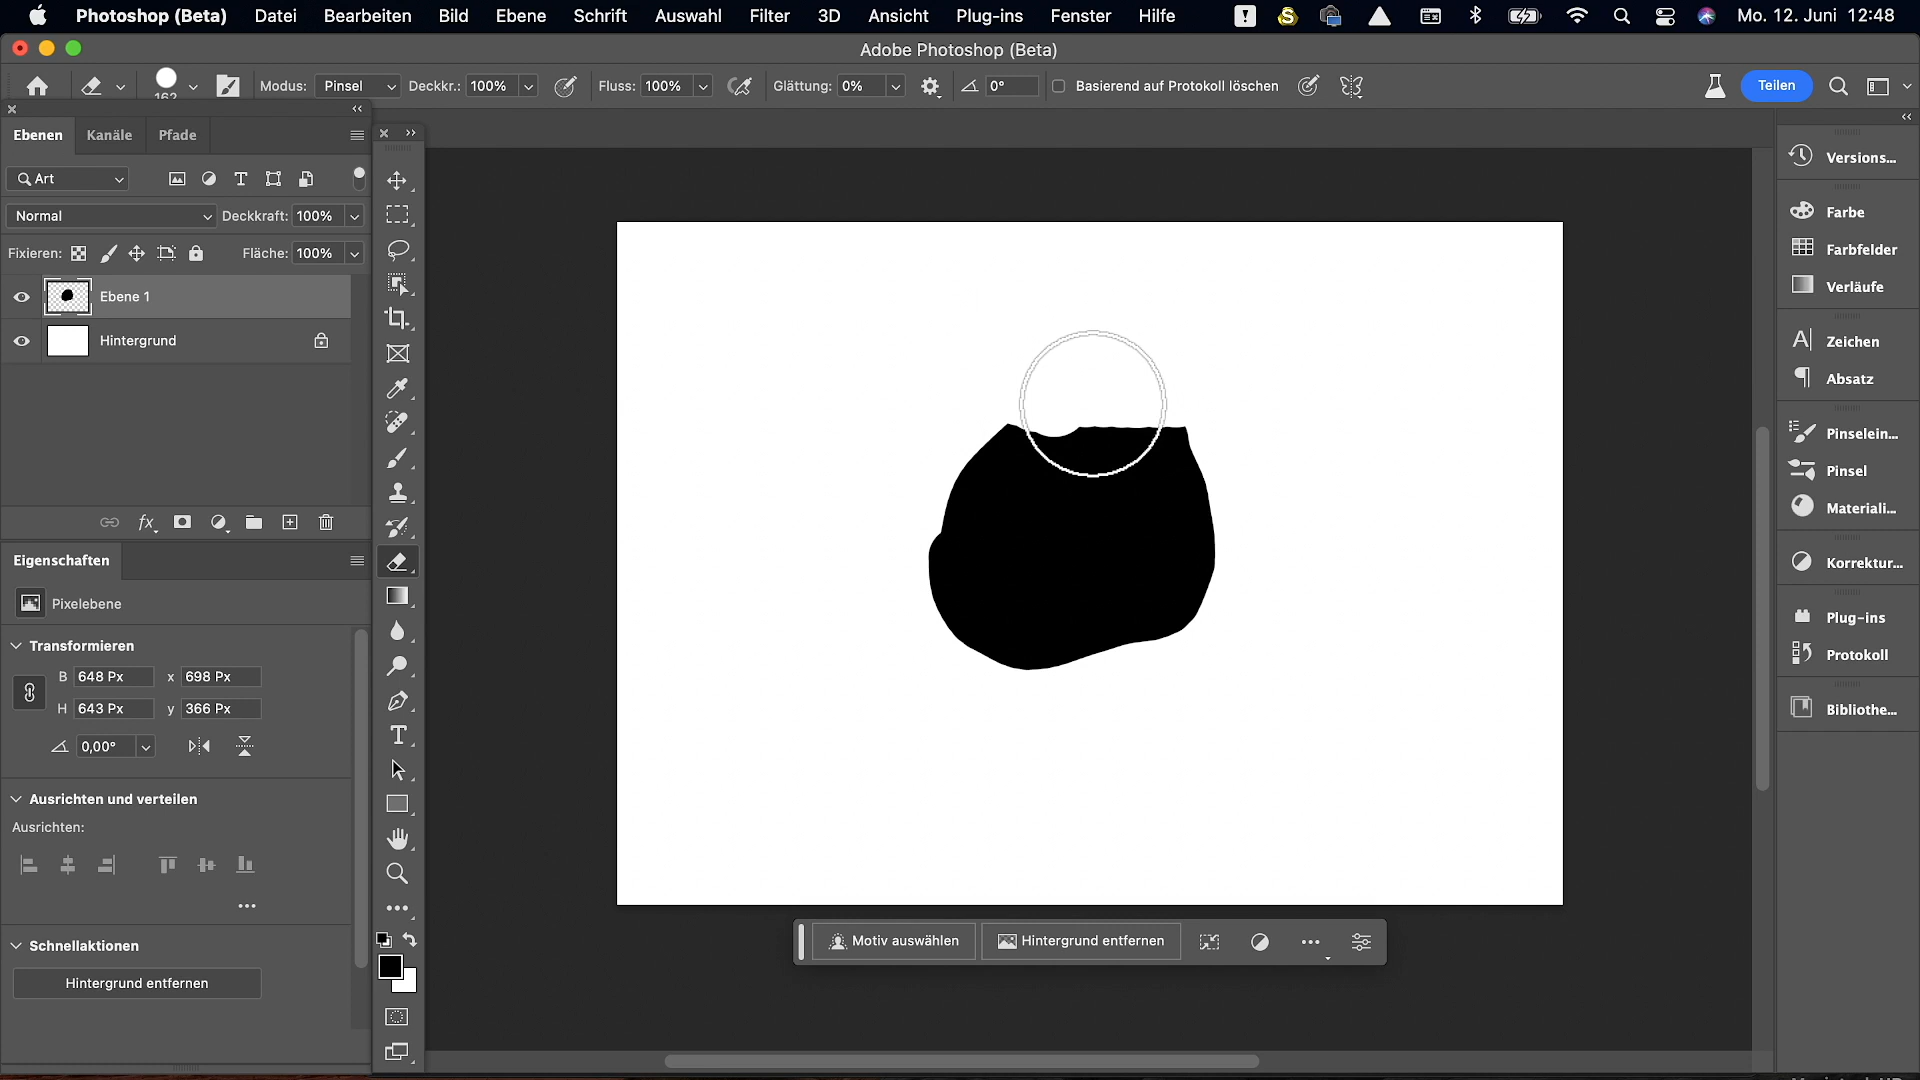 Photoshop (Beta) Datei Bearbeiten Bild Ebene Schrift Auswahl Filter 3D Ansicht Plug-ins Fenster Hilfe Mo. 12. Juni 12:48
Adobe Photoshop (Beta)
Modus: Pinsel Deckkr.: 100% Fluss: 100% Glättung: 0% 0° Basierend auf Protokoll löschen Teilen
162
Ebenen Kanäle Pfade
Art
Normal Deckkraft: 100%
Fixieren: Fläche: 100%
Ebene 1
Hintergrund
fx
Eigenschaften
Pixelebene
Transformieren
B 648 Px x 698 Px
H 643 Px y 366 Px
0,00°
Ausrichten und verteilen
Ausrichten:
Schnellaktionen
Hintergrund entfernen
Motiv auswählen Hintergrund entfernen
Versions...
Farbe
Farbfelder
Verläufe
Zeichen
Absatz
Pinselein...
Pinsel
Materiali...
Korrektur...
Plug-ins
Protokoll
Bibliothe...